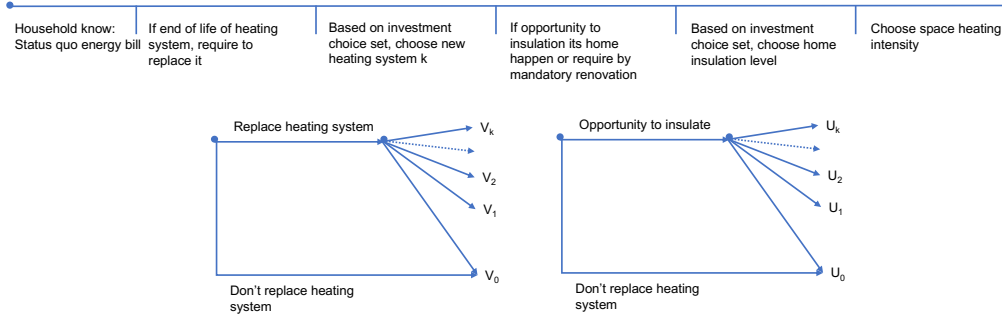 Household know:
Status quo energy bill
If end of life of heating
system, require to
replace it
Based on investment
choice set, choose new
heating system k
If opportunity to
insulation its home
happen or require by
mandatory renovation
Based on investment
choice set, choose home
insulation level
Choose space heating
intensity
Replace heating system
Vk
V2
V1
V0
Don't replace heating
system
Opportunity to insulate
Uk
U2
U1
U0
Don't replace heating
system